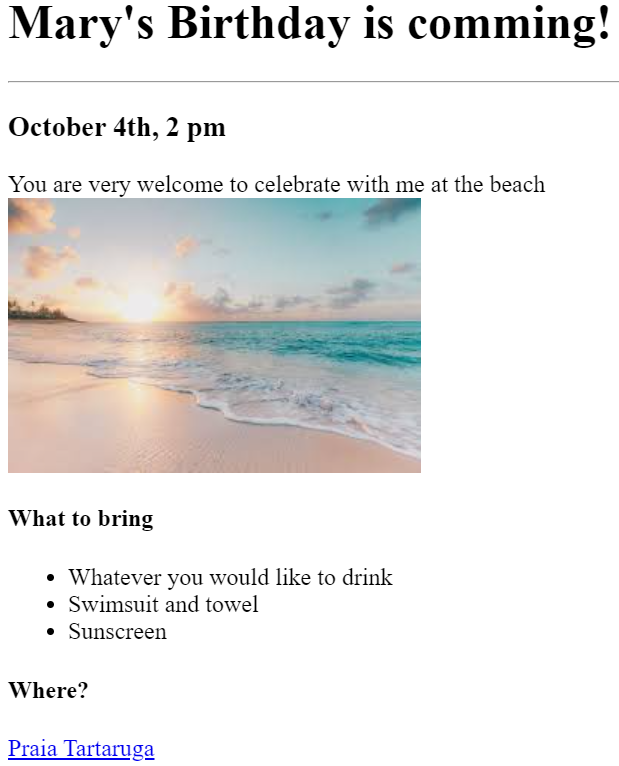 Mary's Birthday is comming!
October 4th, 2 pm
You are very welcome to celebrate with me at the beach
What to bring
Whatever you would like to drink
Swimsuit and towel
Sunscreen
Where?
Praia Tartaruga